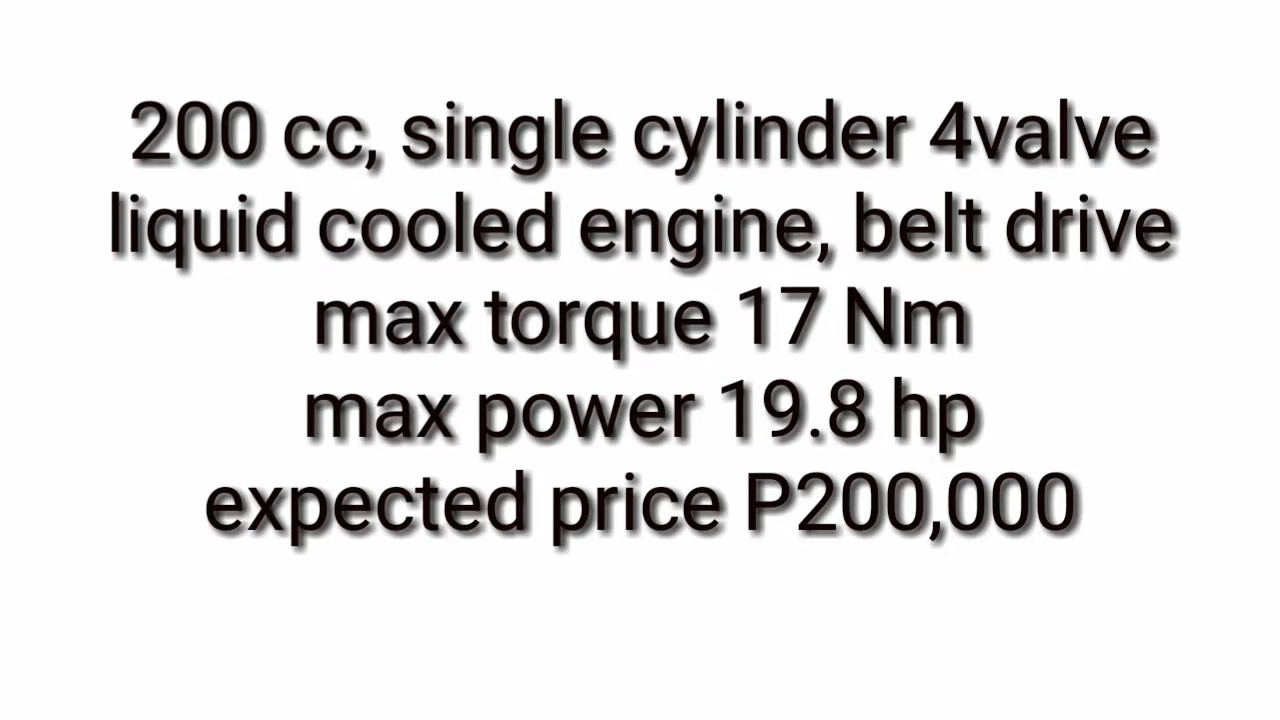 200 cc, single cylinder 4valve
liquid cooled engine, belt drive
max torque 17 Nm
max power 19.8 hp
expected price P200,000